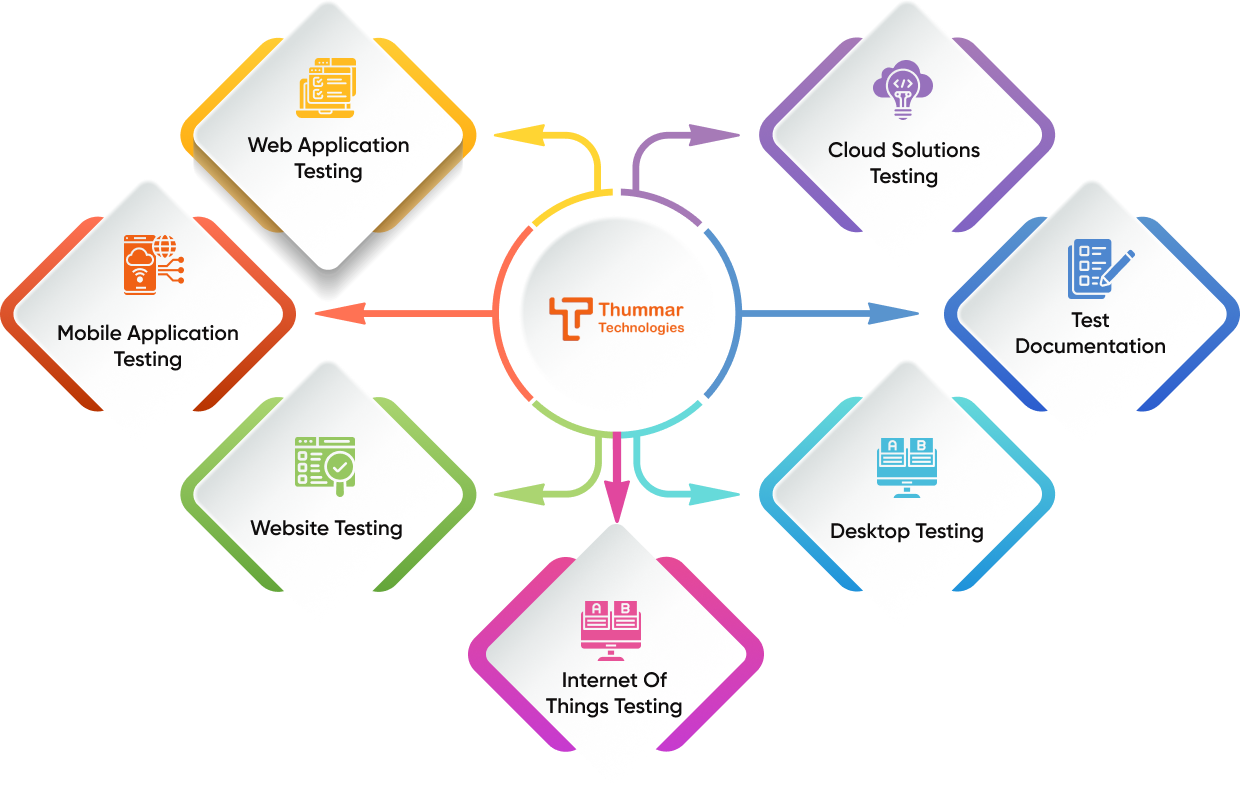 Web Application
Testing
Cloud Solutions
Testing
Mobile Application
Testing
Thummar
Technologies
Test
Documentation
A B
Website Testing
A B
Desktop Testing
Internet Of
Things Testing